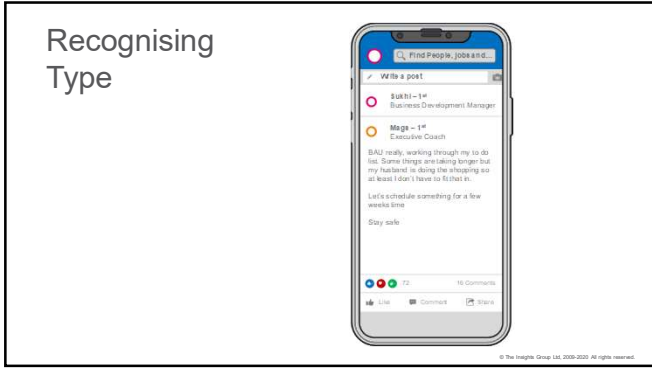 Recognising
Type
Find People, jobs and...
Write a post
Sukhi – 1st
Business Development Manager
Mags – 1st
Executive Coach
BAU really, working through my to do
list. Some things are taking longer but
my husband is doing the shopping so
at least I don't have to fit that in.
Let's schedule something for a few
weeks time
Stay safe
72
16 Comments
Like
Comment
Share
© The Insights Group Ltd, 2009-2020 All rights reserved.